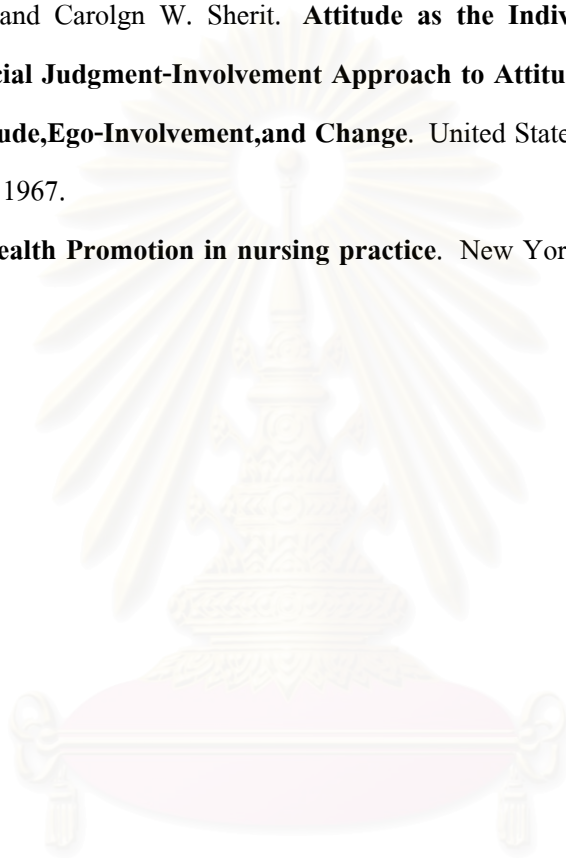 and Carolgn W. Sherit. Attitude as the Indiv
cial Judgment-Involvement Approach to Attitu
ude,Ego-Involvement,and Change. United State
1967.
ealth Promotion in nursing practice. New Yor